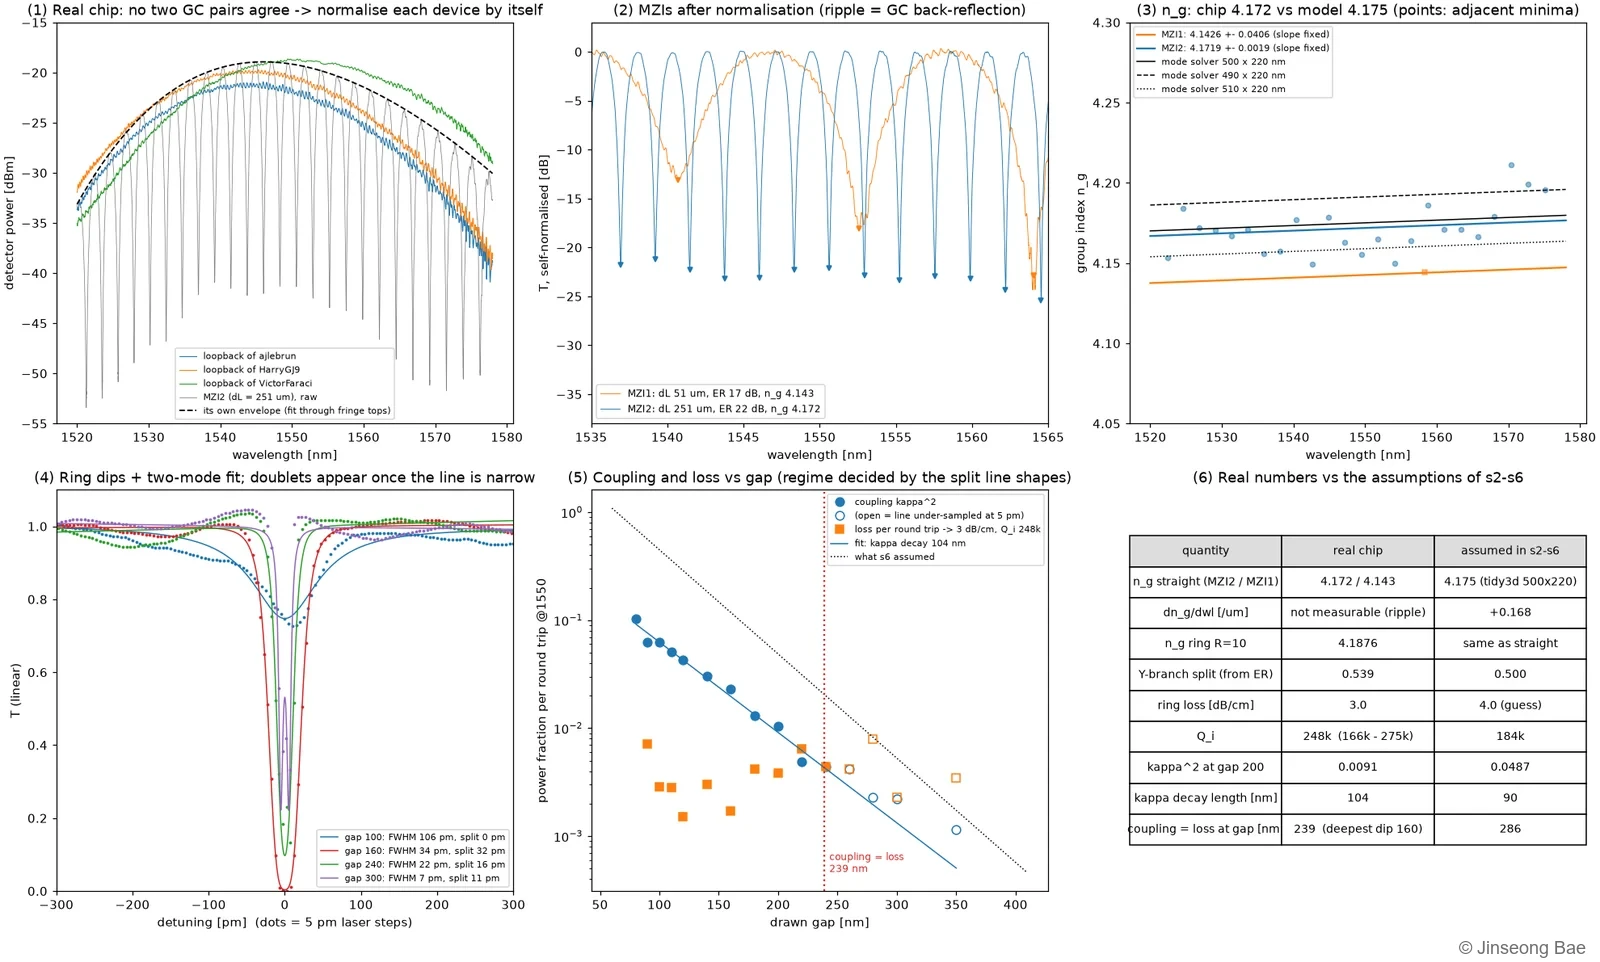 (1) Real chip: no two GC pairs agree -> normalise each device by itself
detector power [dBm]
−15
−20
−25
−30
−35
−40
−45
−50
−55
loopback of ajlebrun
loopback of HarryGJ9
loopback of VictorFaraci
MZI2 (dL = 251 um), raw
its own envelope (fit through fringe tops)
1520 1530 1540 1550 1560 1570 1580
wavelength [nm]
(2) MZIs after normalisation (ripple = GC back-reflection)
T, self-normalised [dB]
0
−5
−10
−15
−20
−25
−30
−35
MZI1: dL 51 um, ER 17 dB, n_g 4.143
MZI2: dL 251 um, ER 22 dB, n_g 4.172
1535 1540 1545 1550 1555 1560 1565
wavelength [nm]
(3) n_g: chip 4.172 vs model 4.175 (points: adjacent minima)
group index n_g
4.30
4.25
4.20
4.15
4.10
4.05
MZI1: 4.1426 +- 0.0406 (slope fixed)
MZI2: 4.1719 +- 0.0019 (slope fixed)
mode solver 500 x 220 nm
mode solver 490 x 220 nm
mode solver 510 x 220 nm
1520 1530 1540 1550 1560 1570 1580
wavelength [nm]
(4) Ring dips + two-mode fit; doublets appear once the line is narrow
T (linear)
1.0
0.8
0.6
0.4
0.2
0.0
gap 100: FWHM 106 pm, split 0 pm
gap 160: FWHM 34 pm, split 32 pm
gap 240: FWHM 22 pm, split 16 pm
gap 300: FWHM 7 pm, split 11 pm
−300 −200 −100 0 100 200 300
detuning [pm]  (dots = 5 pm laser steps)
(5) Coupling and loss vs gap (regime decided by the split line shapes)
power fraction per round trip @1550
10⁰
10⁻¹
10⁻²
10⁻³
coupling kappa^2
(open = line under-sampled at 5 pm)
loss per round trip -> 3 dB/cm, Q_i 248k
fit: kappa decay 104 nm
what s6 assumed
coupling = loss
239 nm
50 100 150 200 250 300 350 400
drawn gap [nm]
(6) Real numbers vs the assumptions of s2-s6
quantity real chip assumed in s2-s6
n_g straight (MZI2 / MZI1) 4.172 / 4.143 4.175 (tidy3d 500x220)
dn_g/dwl [/um] not measurable (ripple) +0.168
n_g ring R=10 4.1876 same as straight
Y-branch split (from ER) 0.539 0.500
ring loss [dB/cm] 3.0 4.0 (guess)
Q_i 248k  (166k - 275k) 184k
kappa^2 at gap 200 0.0091 0.0487
kappa decay length [nm] 104 90
coupling = loss at gap [nm] 239  (deepest dip 160) 286
© Jinseong Bae